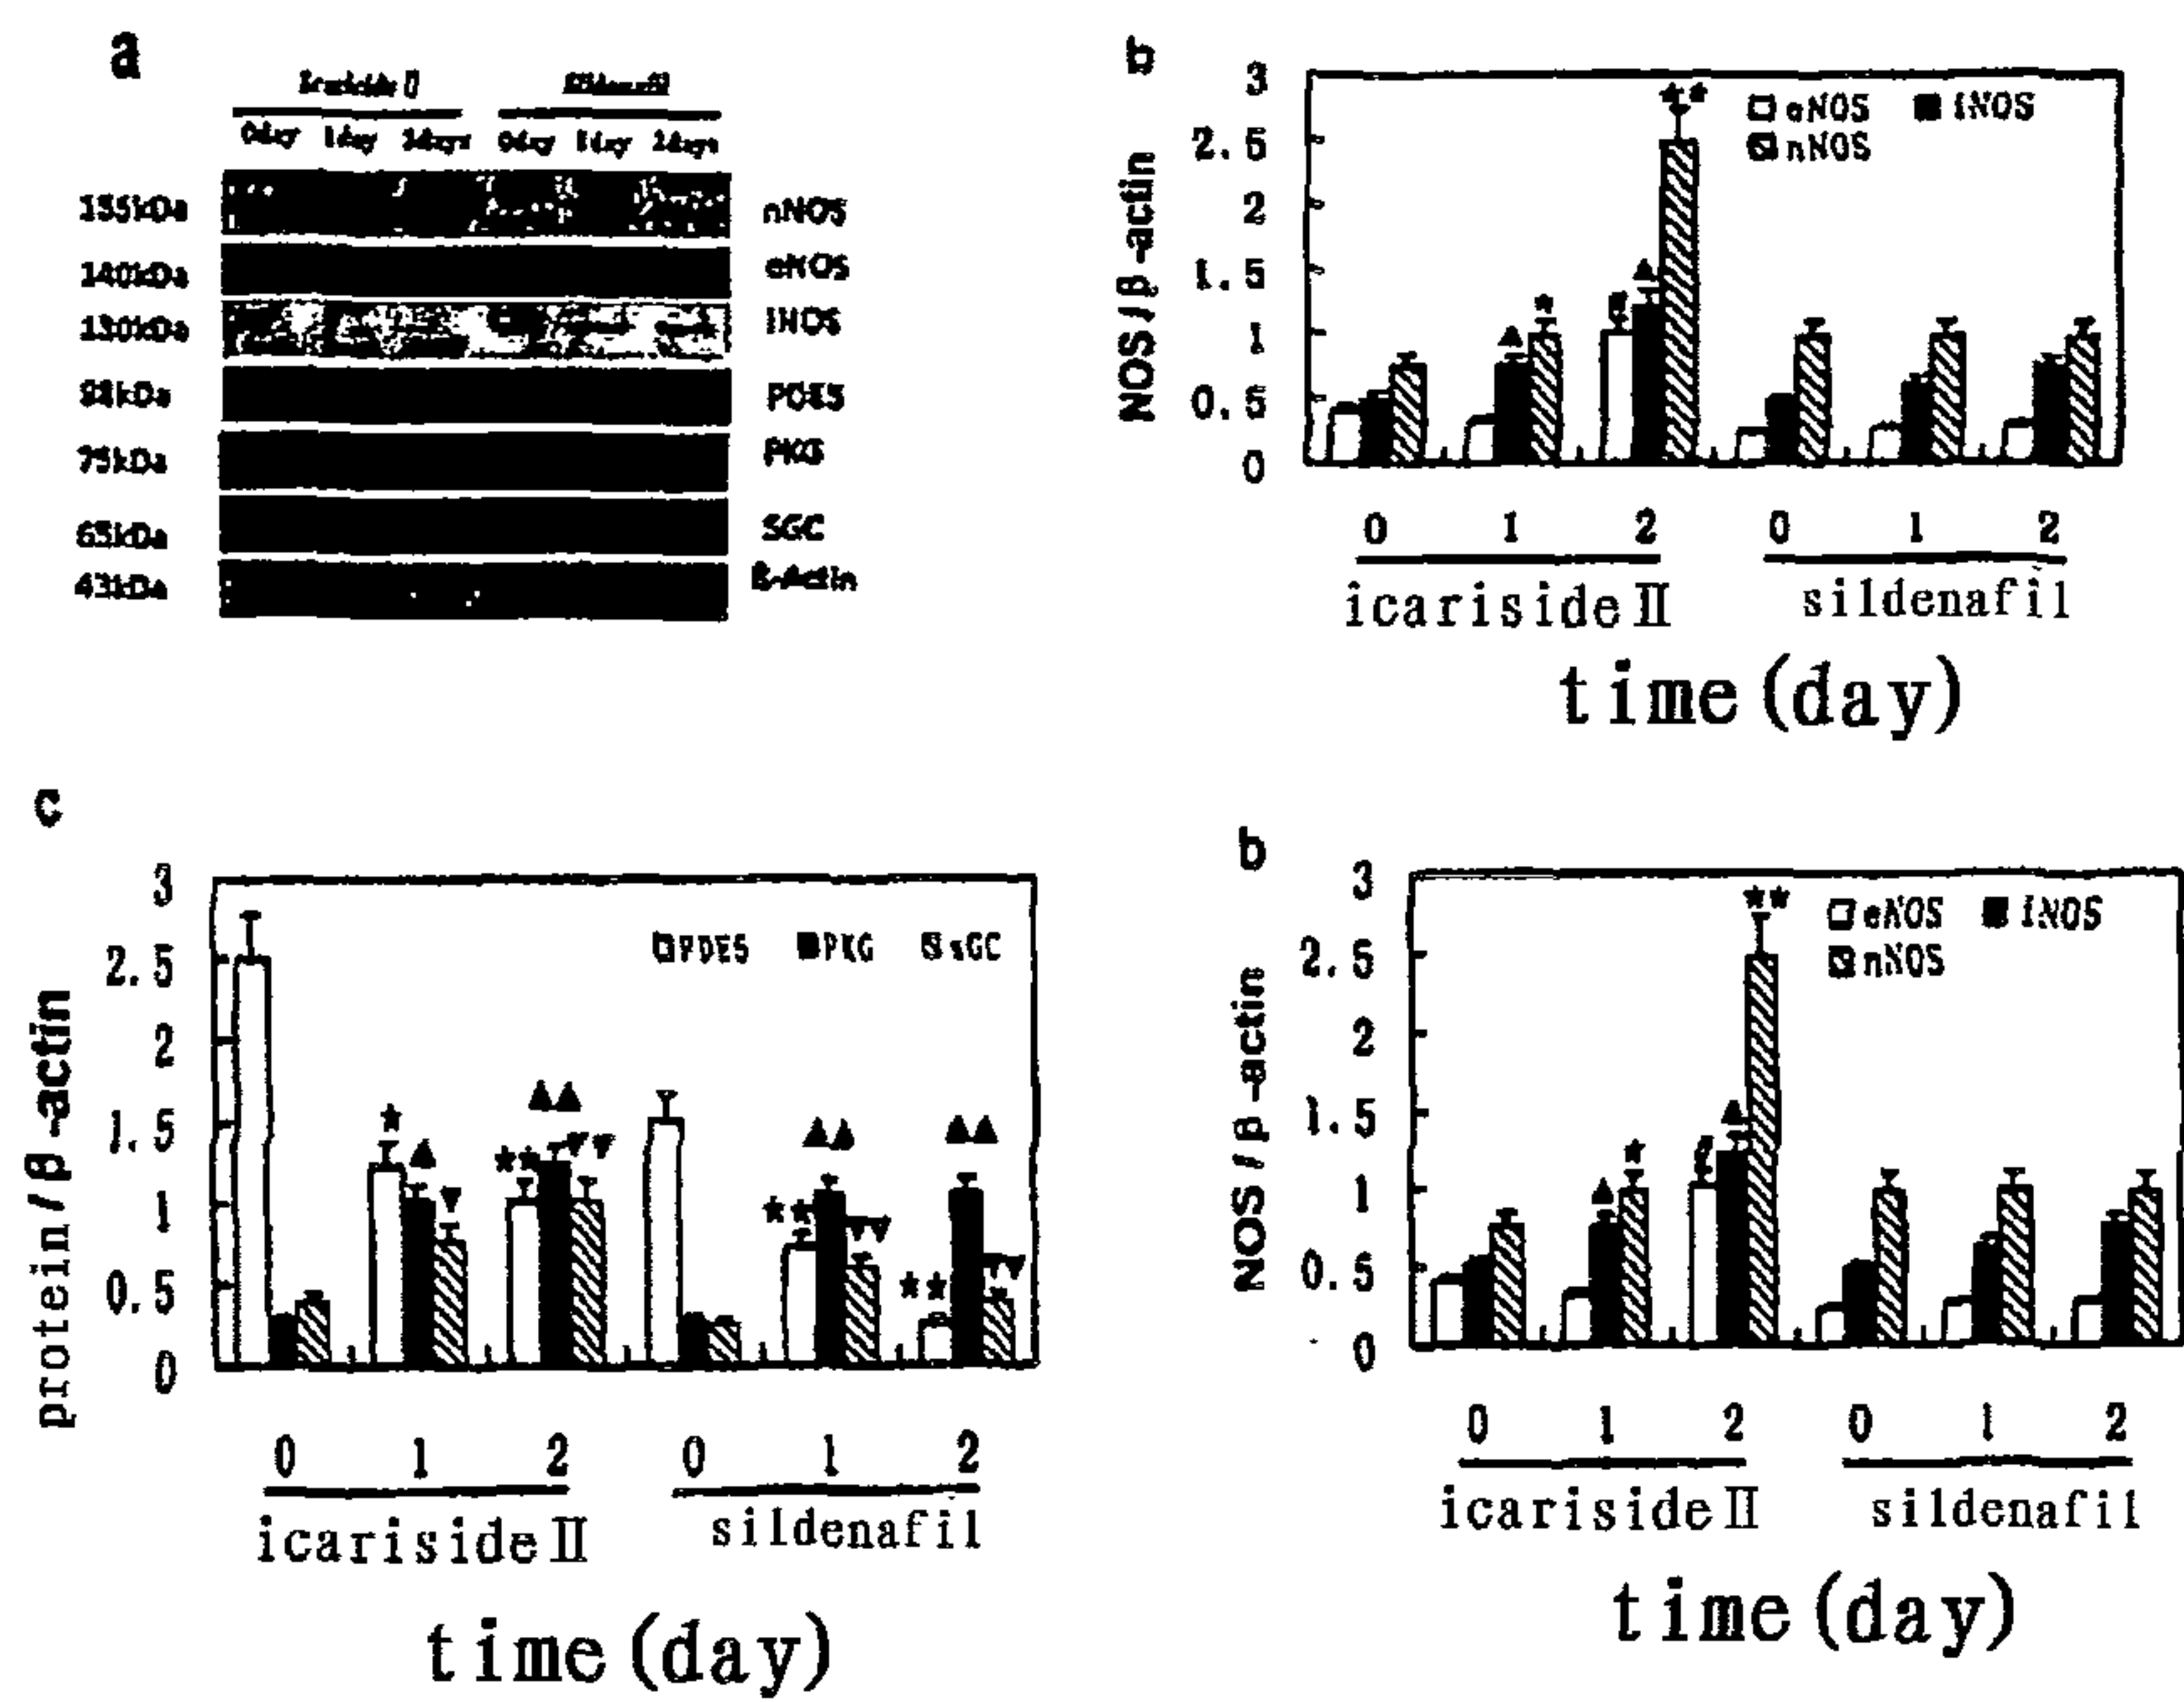 a
icariside II
0day 1day 2days 0day 1day 2days
155kDa nNOS
140kDa eNOS
130kDa iNOS
PDE5
75kDa PKG
65kDa SGC
43kDa β-Actin
b
NOS/β-actin
3
2.5
2
1.5
1
0.5
0
eNOS iNOS
nNOS
★★
▲ ★
▲
0 1 2 0 1 2
icariside II sildenafil
time(day)
c
protein/β-actin
3
2.5
2
1.5
1
0.5
0
PDE5 PKG sGC
★ ▲ ▼
★★ ▲▲ ▼▼
★★ ▲▲ ▼▼
★★ ▲▲ ▼▼
0 1 2 0 1 2
icariside II sildenafil
time(day)
b
NOS/β-actin
3
2.5
2
1.5
1
0.5
0
eNOS iNOS
nNOS
★★
▲ ★
▲
0 1 2 0 1 2
icariside II sildenafil
time(day)